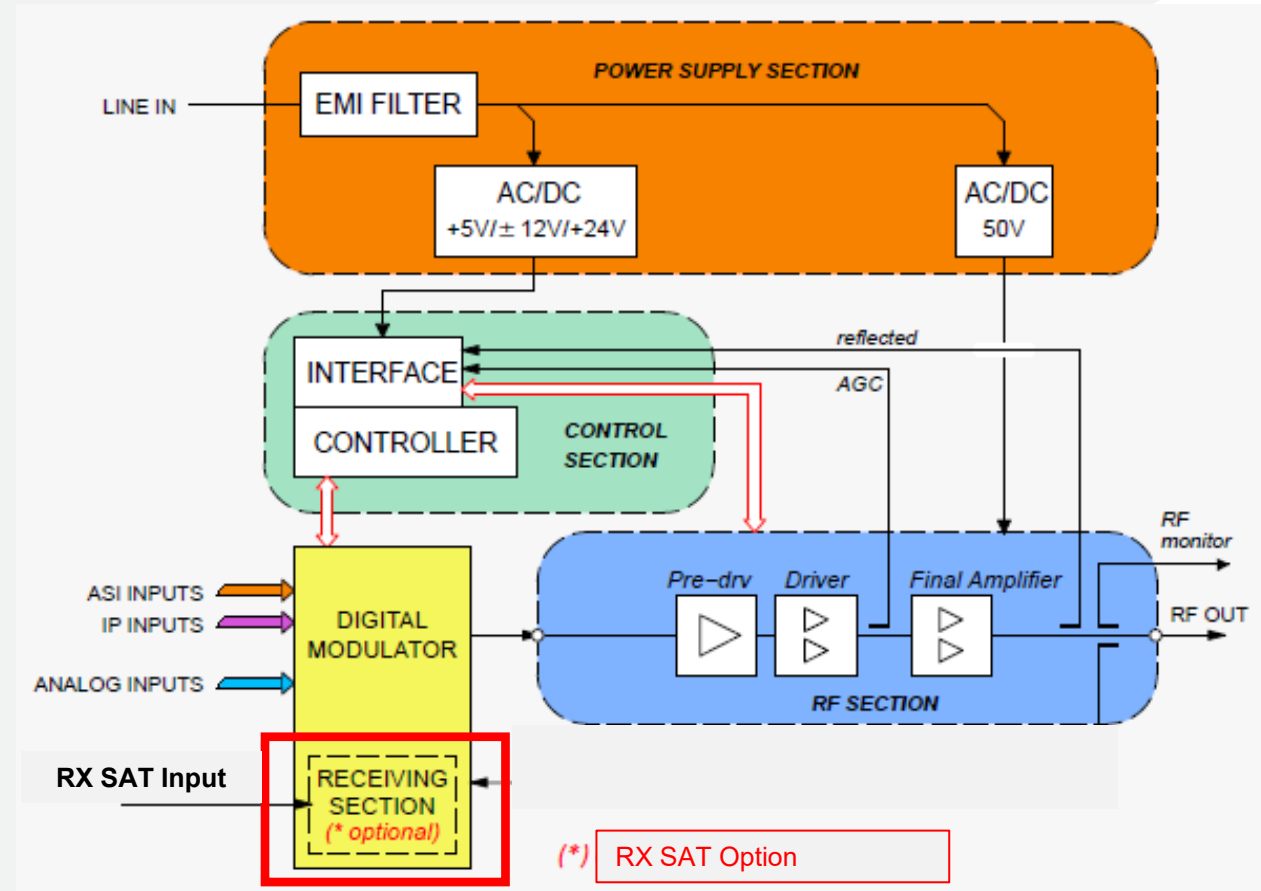 POWER SUPPLY SECTION
LINE IN
EMI FILTER
AC/DC
+5V/± 12V/+24V
AC/DC
50V
INTERFACE
CONTROLLER
CONTROL
SECTION
reflected
AGC
RF
monitor
RF OUT
Pre-drv
Driver
Final Amplifier
RF SECTION
ASI INPUTS
IP INPUTS
ANALOG INPUTS
DIGITAL
MODULATOR
RX SAT Input
RECEIVING
SECTION
(* optional)
(*)
RX SAT Option